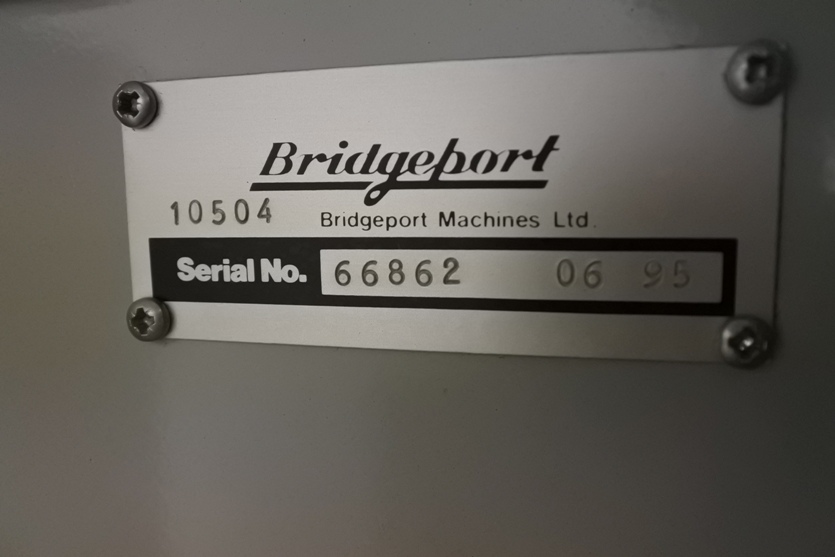 Bridgeport
10504 Bridgeport Machines Ltd.
Serial No. 66862 06 95